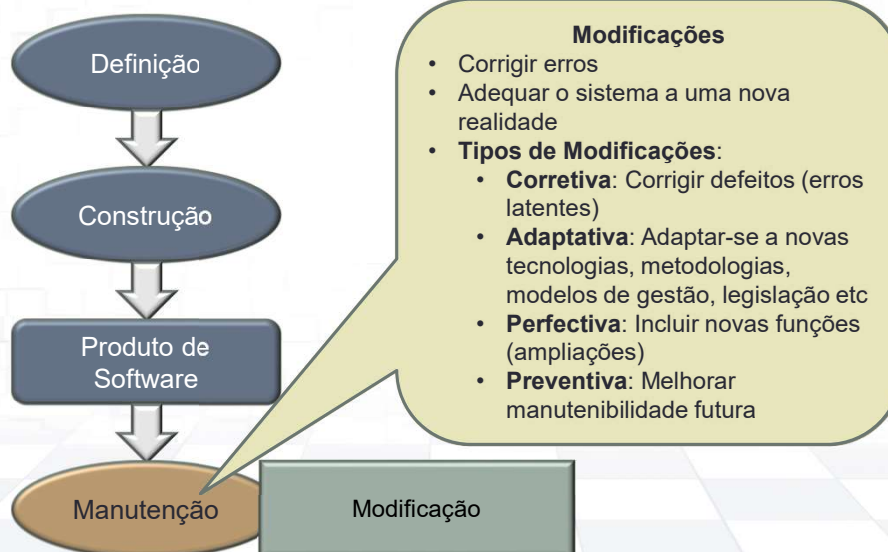 Definição
Construção
Produto de
Software
Manutenção
Modificação
Modificações
• Corrigir erros
• Adequar o sistema a uma nova
realidade
• Tipos de Modificações:
• Corretiva: Corrigir defeitos (erros
latentes)
• Adaptativa: Adaptar-se a novas
tecnologias, metodologias,
modelos de gestão, legislação etc
• Perfectiva: Incluir novas funções
(ampliações)
• Preventiva: Melhorar
manutenibilidade futura